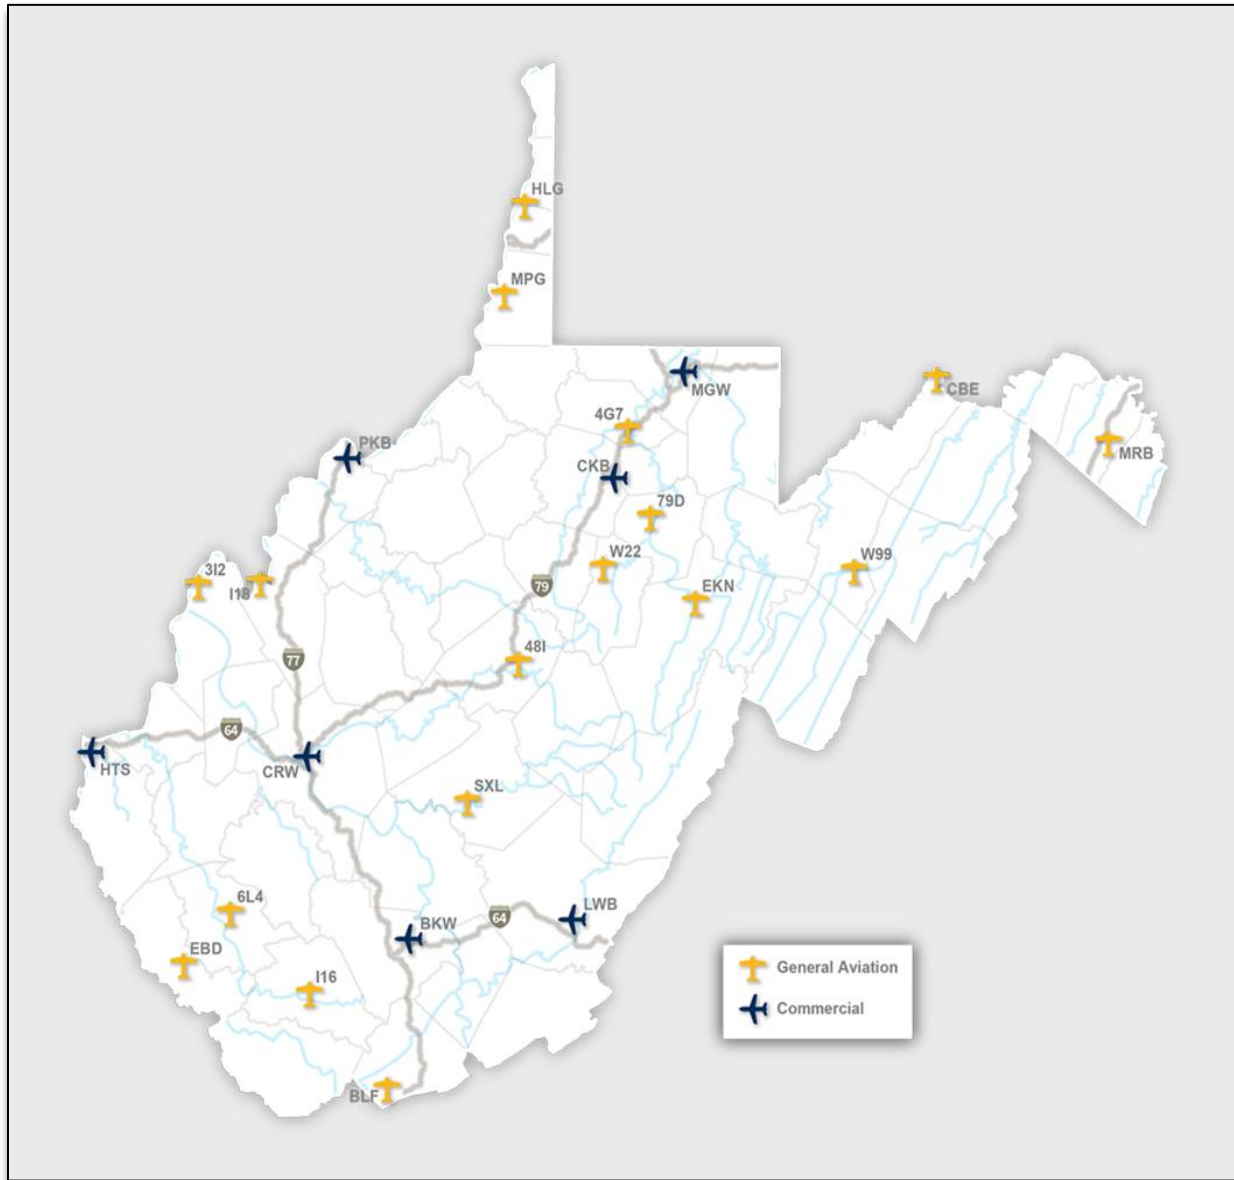 HLG
MPG
MGW
CBE
4G7
PKB
MRB
CKB
79D
W22
W99
3I2
I18
EKN
79
48I
77
64
HTS
CRW
SXL
6L4
LWB
BKW
64
EBD
I16
General Aviation
Commercial
BLF